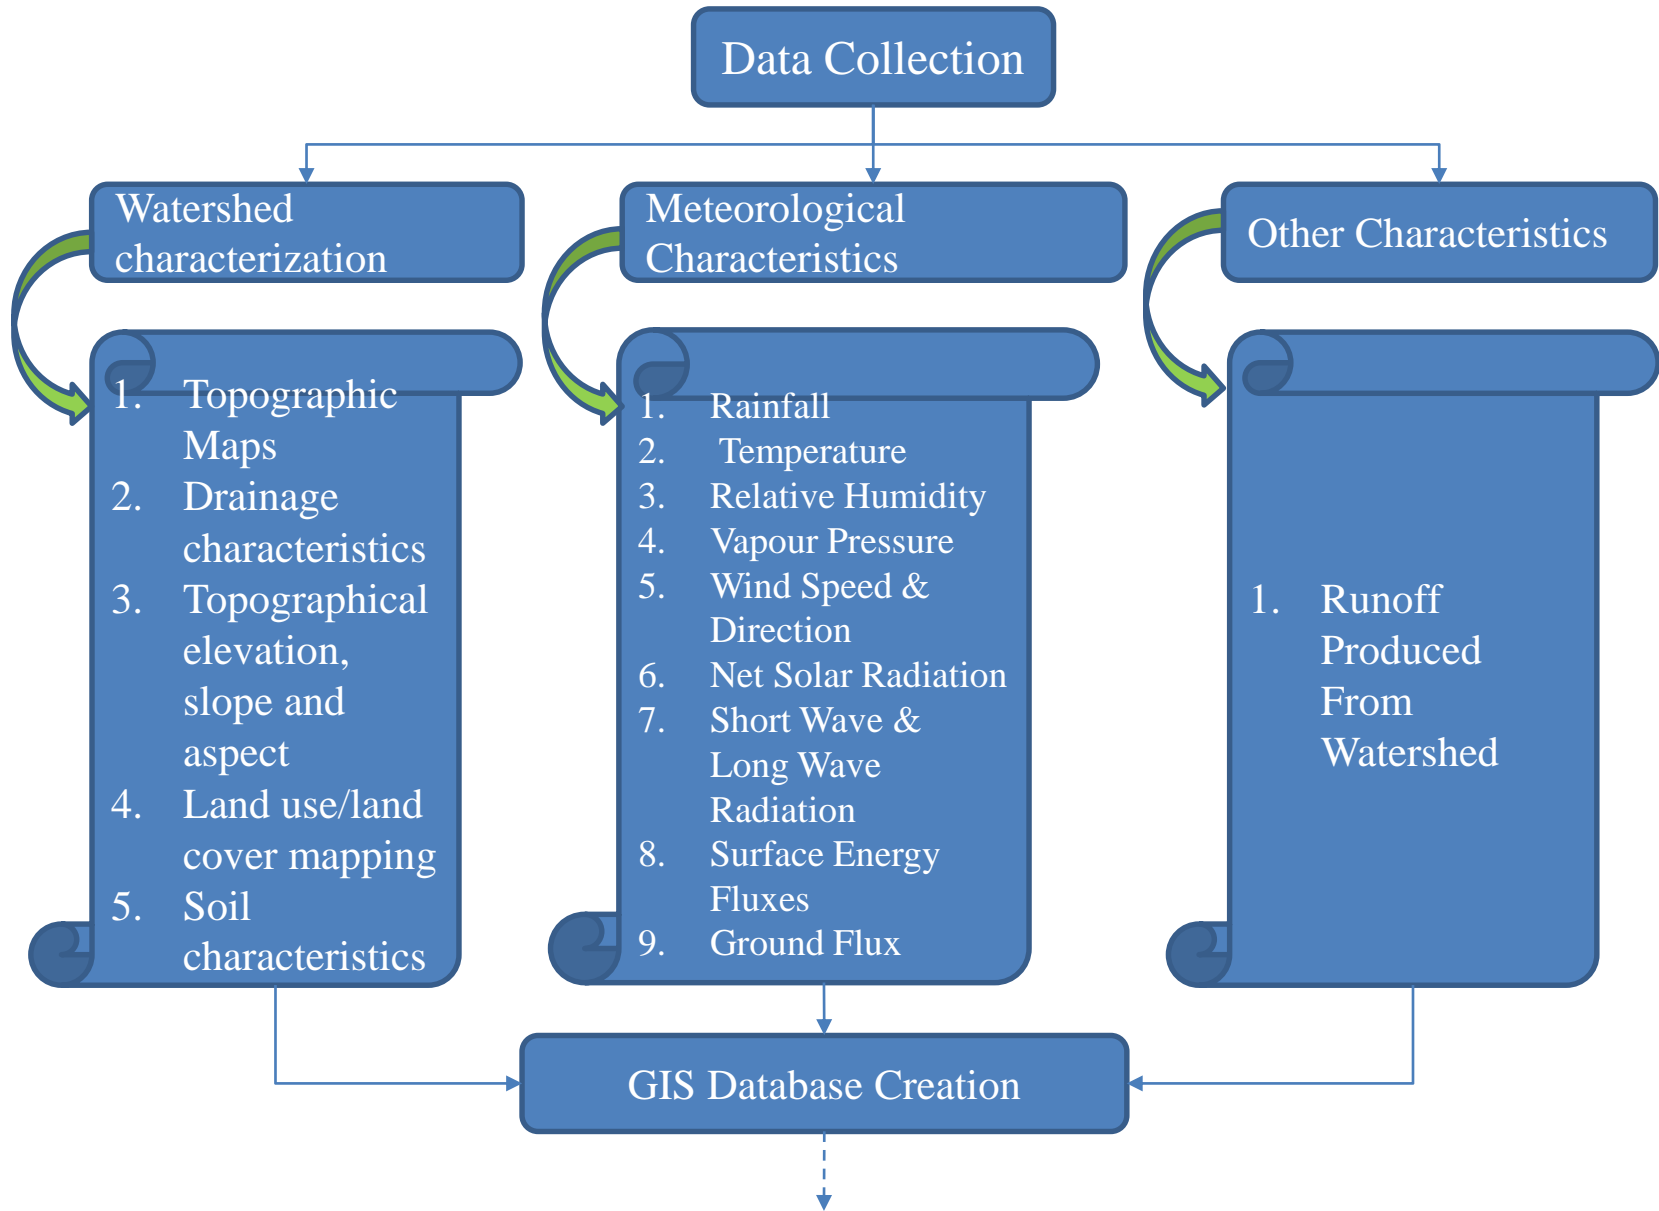 Data Collection
Watershed
characterization
Meteorological
Characteristics
Other Characteristics
1. Topographic
Maps
2. Drainage
characteristics
3. Topographical
elevation,
slope and
aspect
4. Land use/land
cover mapping
5. Soil
characteristics
1. Rainfall
2. Temperature
3. Relative Humidity
4. Vapour Pressure
5. Wind Speed &
Direction
6. Net Solar Radiation
7. Short Wave &
Long Wave
Radiation
8. Surface Energy
Fluxes
9. Ground Flux
1. Runoff
Produced
From
Watershed
GIS Database Creation